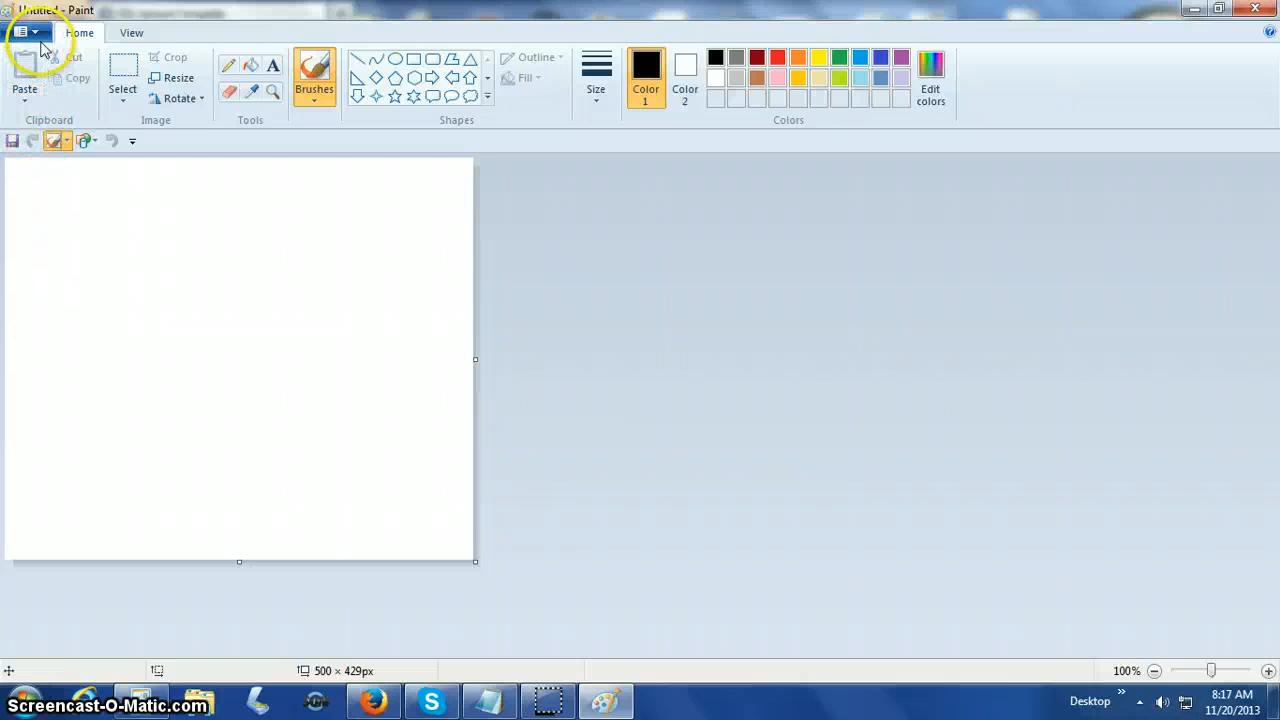 Untitled - Paint
Home
View
Cut
Copy
Paste
Clipboard
Crop
Resize
Rotate
Select
Image
A
Tools
Brushes
Outline
Fill
Shapes
Size
Color 1
Color 2
Edit colors
Colors
500 × 429px
100%
Desktop
8:17 AM
11/20/2013
Screencast-O-Matic.com